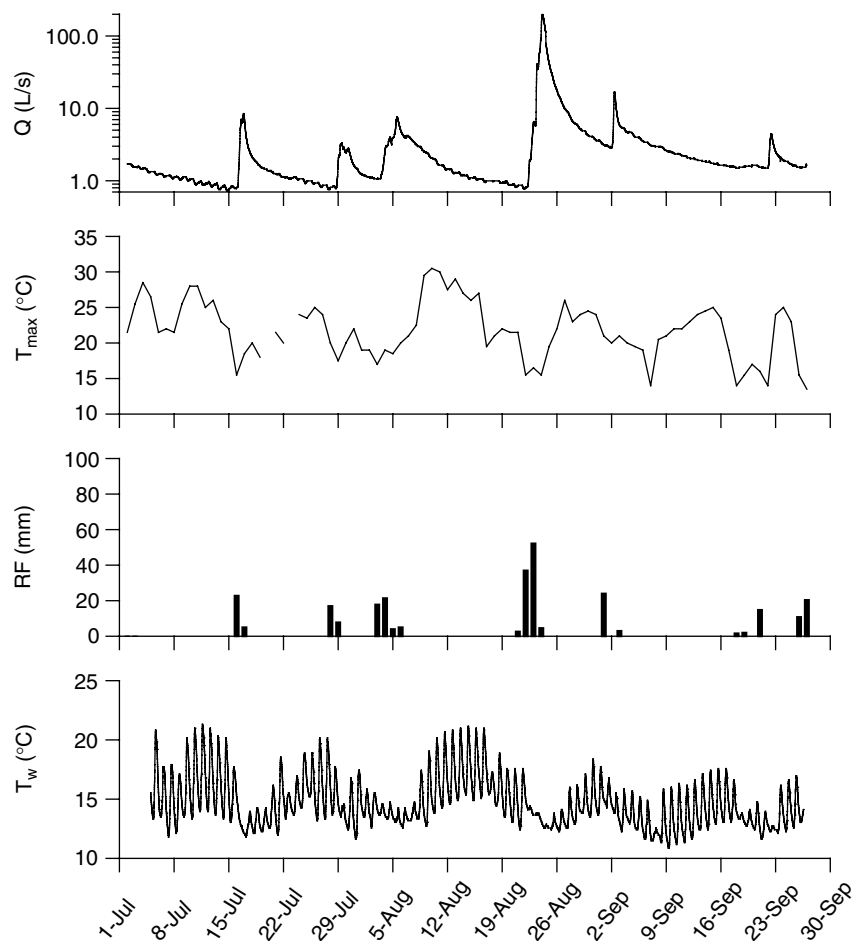 Q (L/s)
100.0
10.0
1.0
T_max (°C)
35
30
25
20
15
10
RF (mm)
100
80
60
40
20
0
T_w (°C)
25
20
15
10
1-Jul
8-Jul
15-Jul
22-Jul
29-Jul
5-Aug
12-Aug
19-Aug
26-Aug
2-Sep
9-Sep
16-Sep
23-Sep
30-Sep